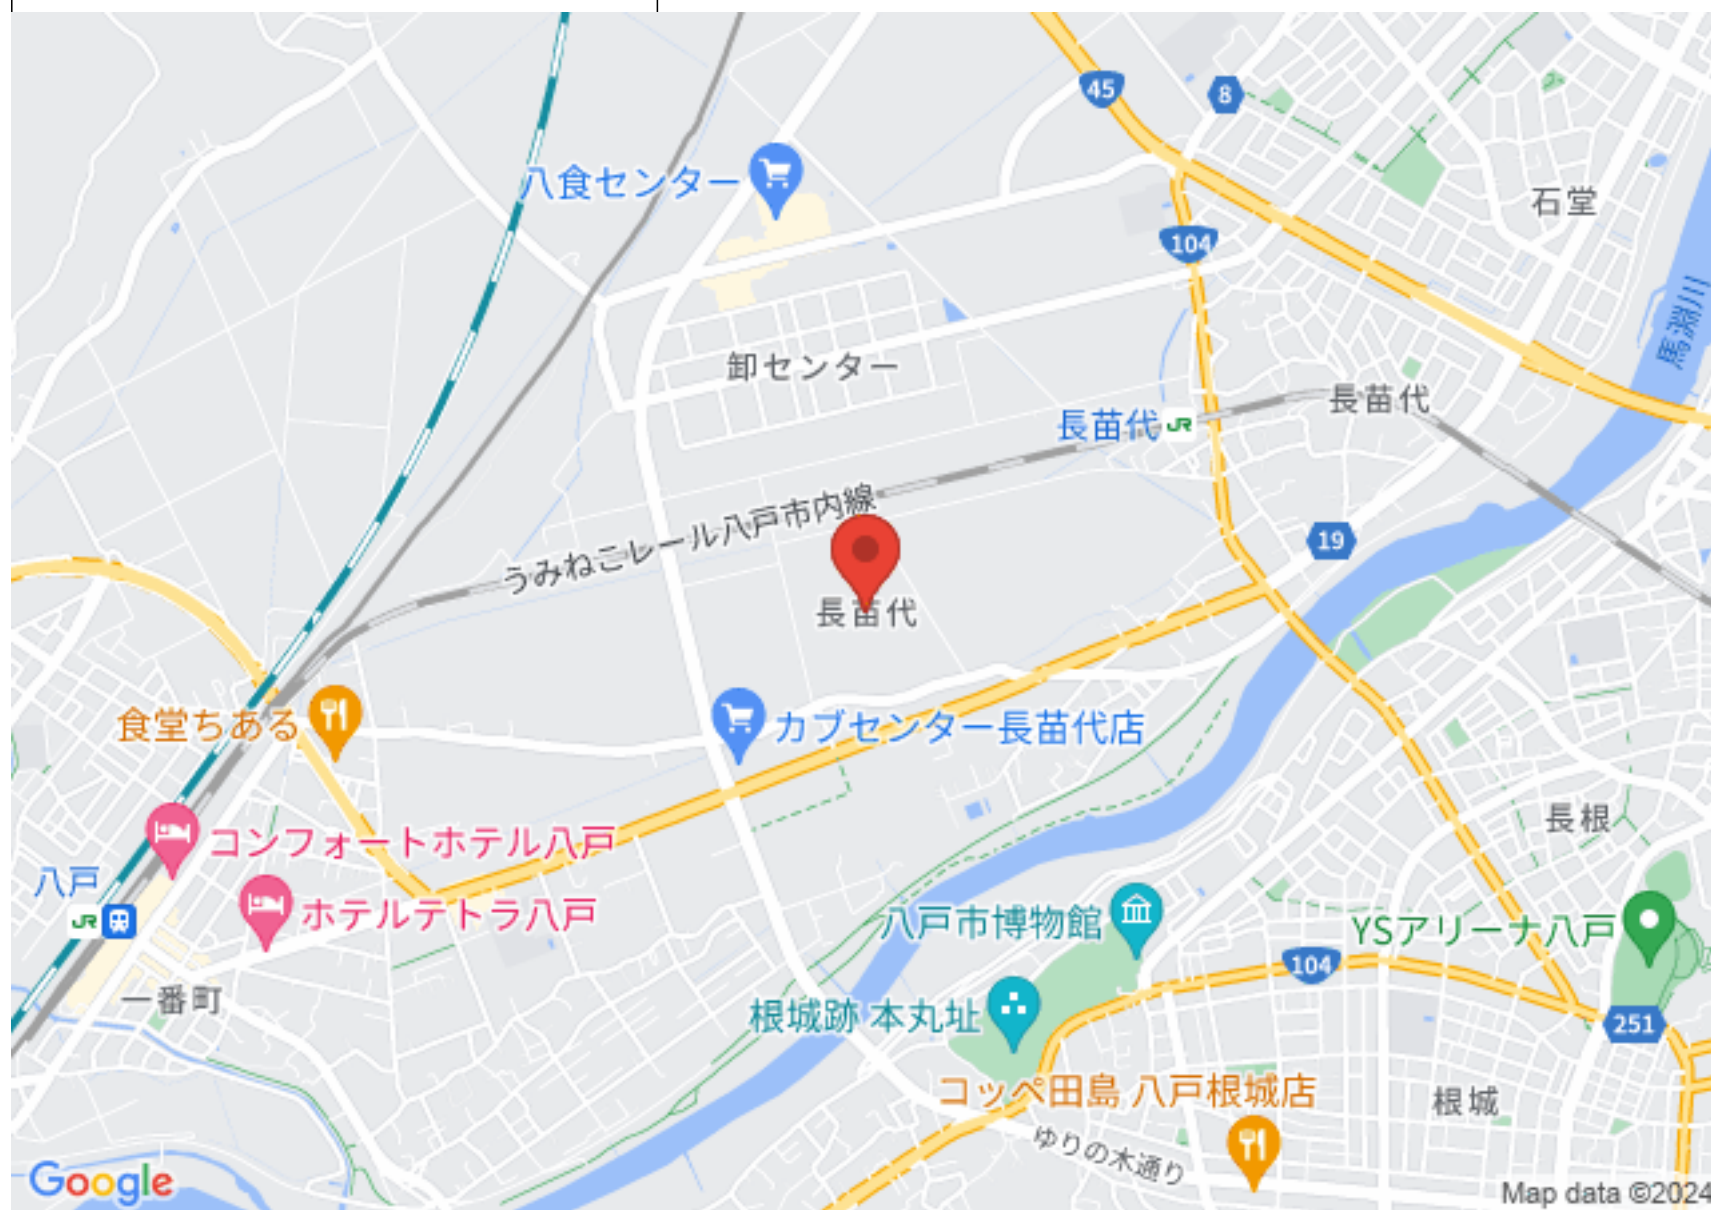 45
8
八食センター
石堂
104
馬淵川
卸センター
長苗代
長苗代
うみねこレール八戸市内線
19
長苗代
食堂ちある
カブセンター長苗代店
長根
コンフォートホテル八戸
八戸
ホテルテトラ八戸
八戸市博物館
YSアリーナ八戸
104
一番町
根城跡 本丸址
251
コッペ田島 八戸根城店
根城
ゆりの木通り
Google
Map data ©2024